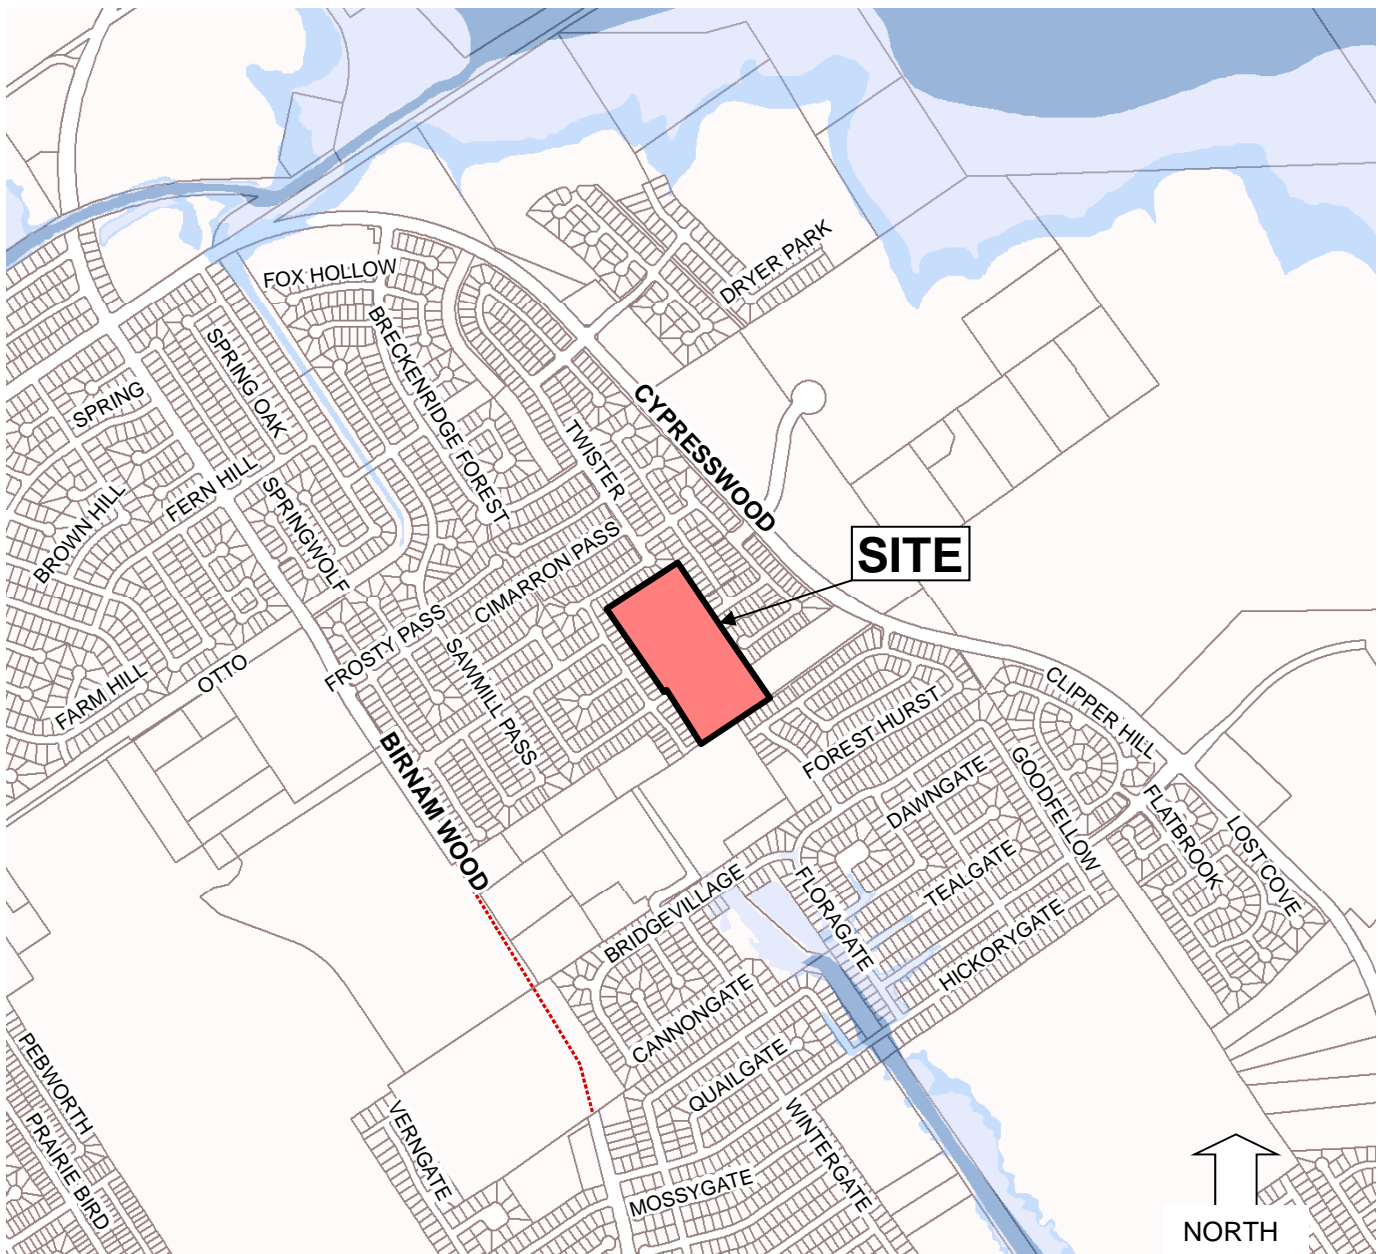 DRYER PARK
FOX HOLLOW
BRECKENRIDGE FOREST
SPRING OAK
SPRING
CYPRESSWOOD
TWISTER
FERN HILL
BROWN HILL
SPRINGWOLF
CIMARRON PASS
SITE
FROSTY PASS
SAWMILL PASS
OTTO
FARM HILL
BIRNAM WOOD
CLIPPER HILL
FOREST HURST
GOODFELLOW
DAWNGATE
FLATBROOK
LOST COVE
TEALGATE
FLORAGATE
BRIDGEVILLAGE
HICKORYGATE
CANNONGATE
QUAILGATE
PEBWORTH
PRAIRIE BIRD
VERNGATE
WINTERGATE
MOSSYGATE
NORTH